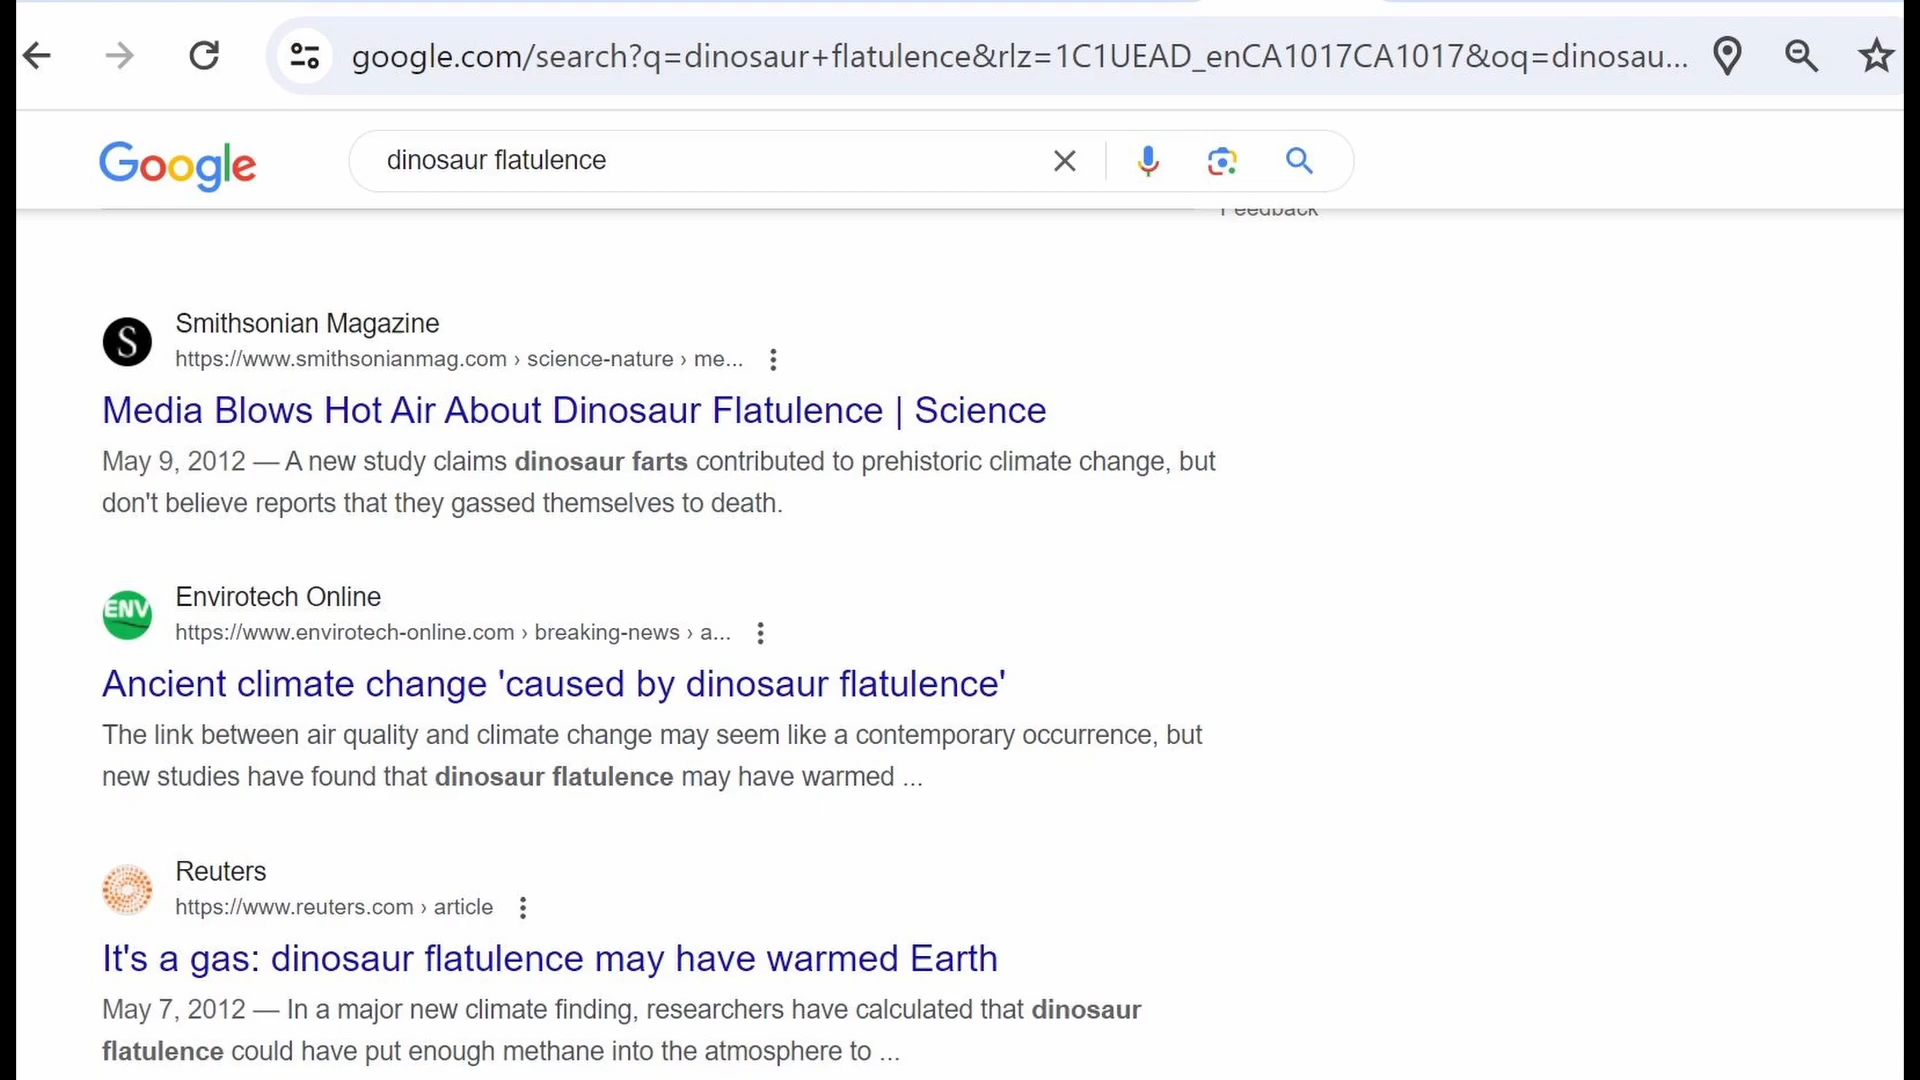 google.com/search?q=dinosaur+flatulence&rlz=1C1UEAD_enCA1017CA1017&oq=dinosau...
Google
dinosaur flatulence
Feedback
S
Smithsonian Magazine
https://www.smithsonianmag.com › science-nature › me...
Media Blows Hot Air About Dinosaur Flatulence | Science
May 9, 2012 — A new study claims dinosaur farts contributed to prehistoric climate change, but
don't believe reports that they gassed themselves to death.
ENV
Envirotech Online
https://www.envirotech-online.com › breaking-news › a...
Ancient climate change 'caused by dinosaur flatulence'
The link between air quality and climate change may seem like a contemporary occurrence, but
new studies have found that dinosaur flatulence may have warmed ...
Reuters
https://www.reuters.com › article
It's a gas: dinosaur flatulence may have warmed Earth
May 7, 2012 — In a major new climate finding, researchers have calculated that dinosaur
flatulence could have put enough methane into the atmosphere to ...